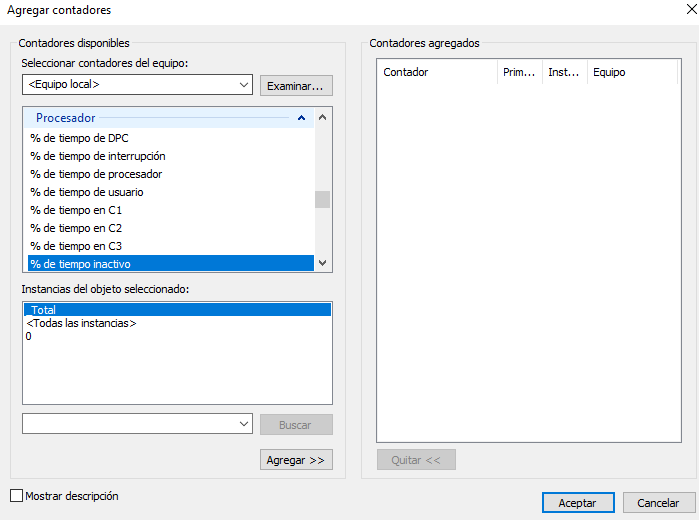 Agregar contadores
Contadores disponibles
Seleccionar contadores del equipo:
<Equipo local>
Examinar...
Procesador
% de tiempo de DPC
% de tiempo de interrupción
% de tiempo de procesador
% de tiempo de usuario
% de tiempo en C1
% de tiempo en C2
% de tiempo en C3
% de tiempo inactivo
Instancias del objeto seleccionado:
_Total
<Todas las instancias>
0
Buscar
Agregar >>
Mostrar descripción
Contadores agregados
Contador Prim... Inst... Equipo
Quitar <<
Aceptar Cancelar